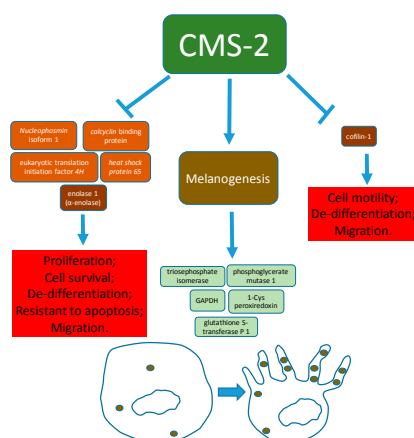 CMS-2
Nucleophosmin
isoform 1
calcyclin binding
protein
eukaryotic translation
initiation factor 4H
heat shock
protein 65
enolase 1
(α-enolase)
Proliferation;
Cell survival;
De-differentiation;
Resistant to apoptosis;
Migration.
Melanogenesis
triosephosphate
isomerase
phosphoglycerate
mutase 1
GAPDH
1-Cys
peroxiredoxin
glutathione S-
transferase P 1
cofilin-1
Cell motility;
De-differentiation;
Migration.